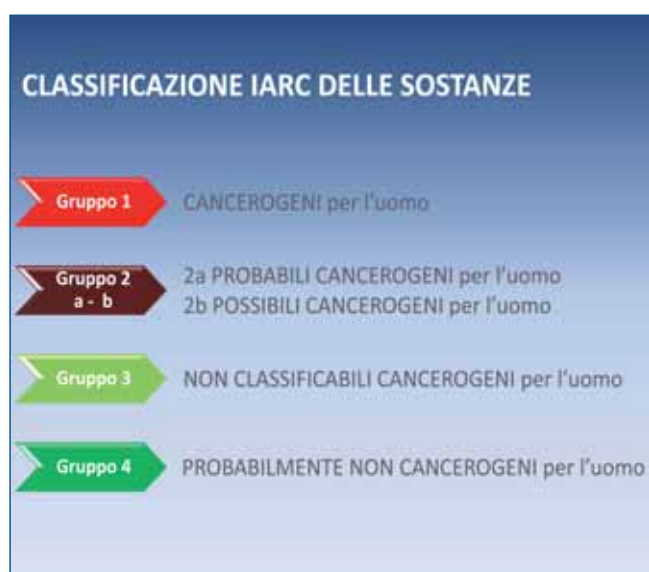 CLASSIFICAZIONE IARC DELLE SOSTANZE
Gruppo 1
CANCEROGENI per l'uomo
Gruppo 2
a - b
2a PROBABILI CANCEROGENI per l'uomo
2b POSSIBILI CANCEROGENI per l'uomo
Gruppo 3
NON CLASSIFICABILI CANCEROGENI per l'uomo
Gruppo 4
PROBABILMENTE NON CANCEROGENI per l'uomo